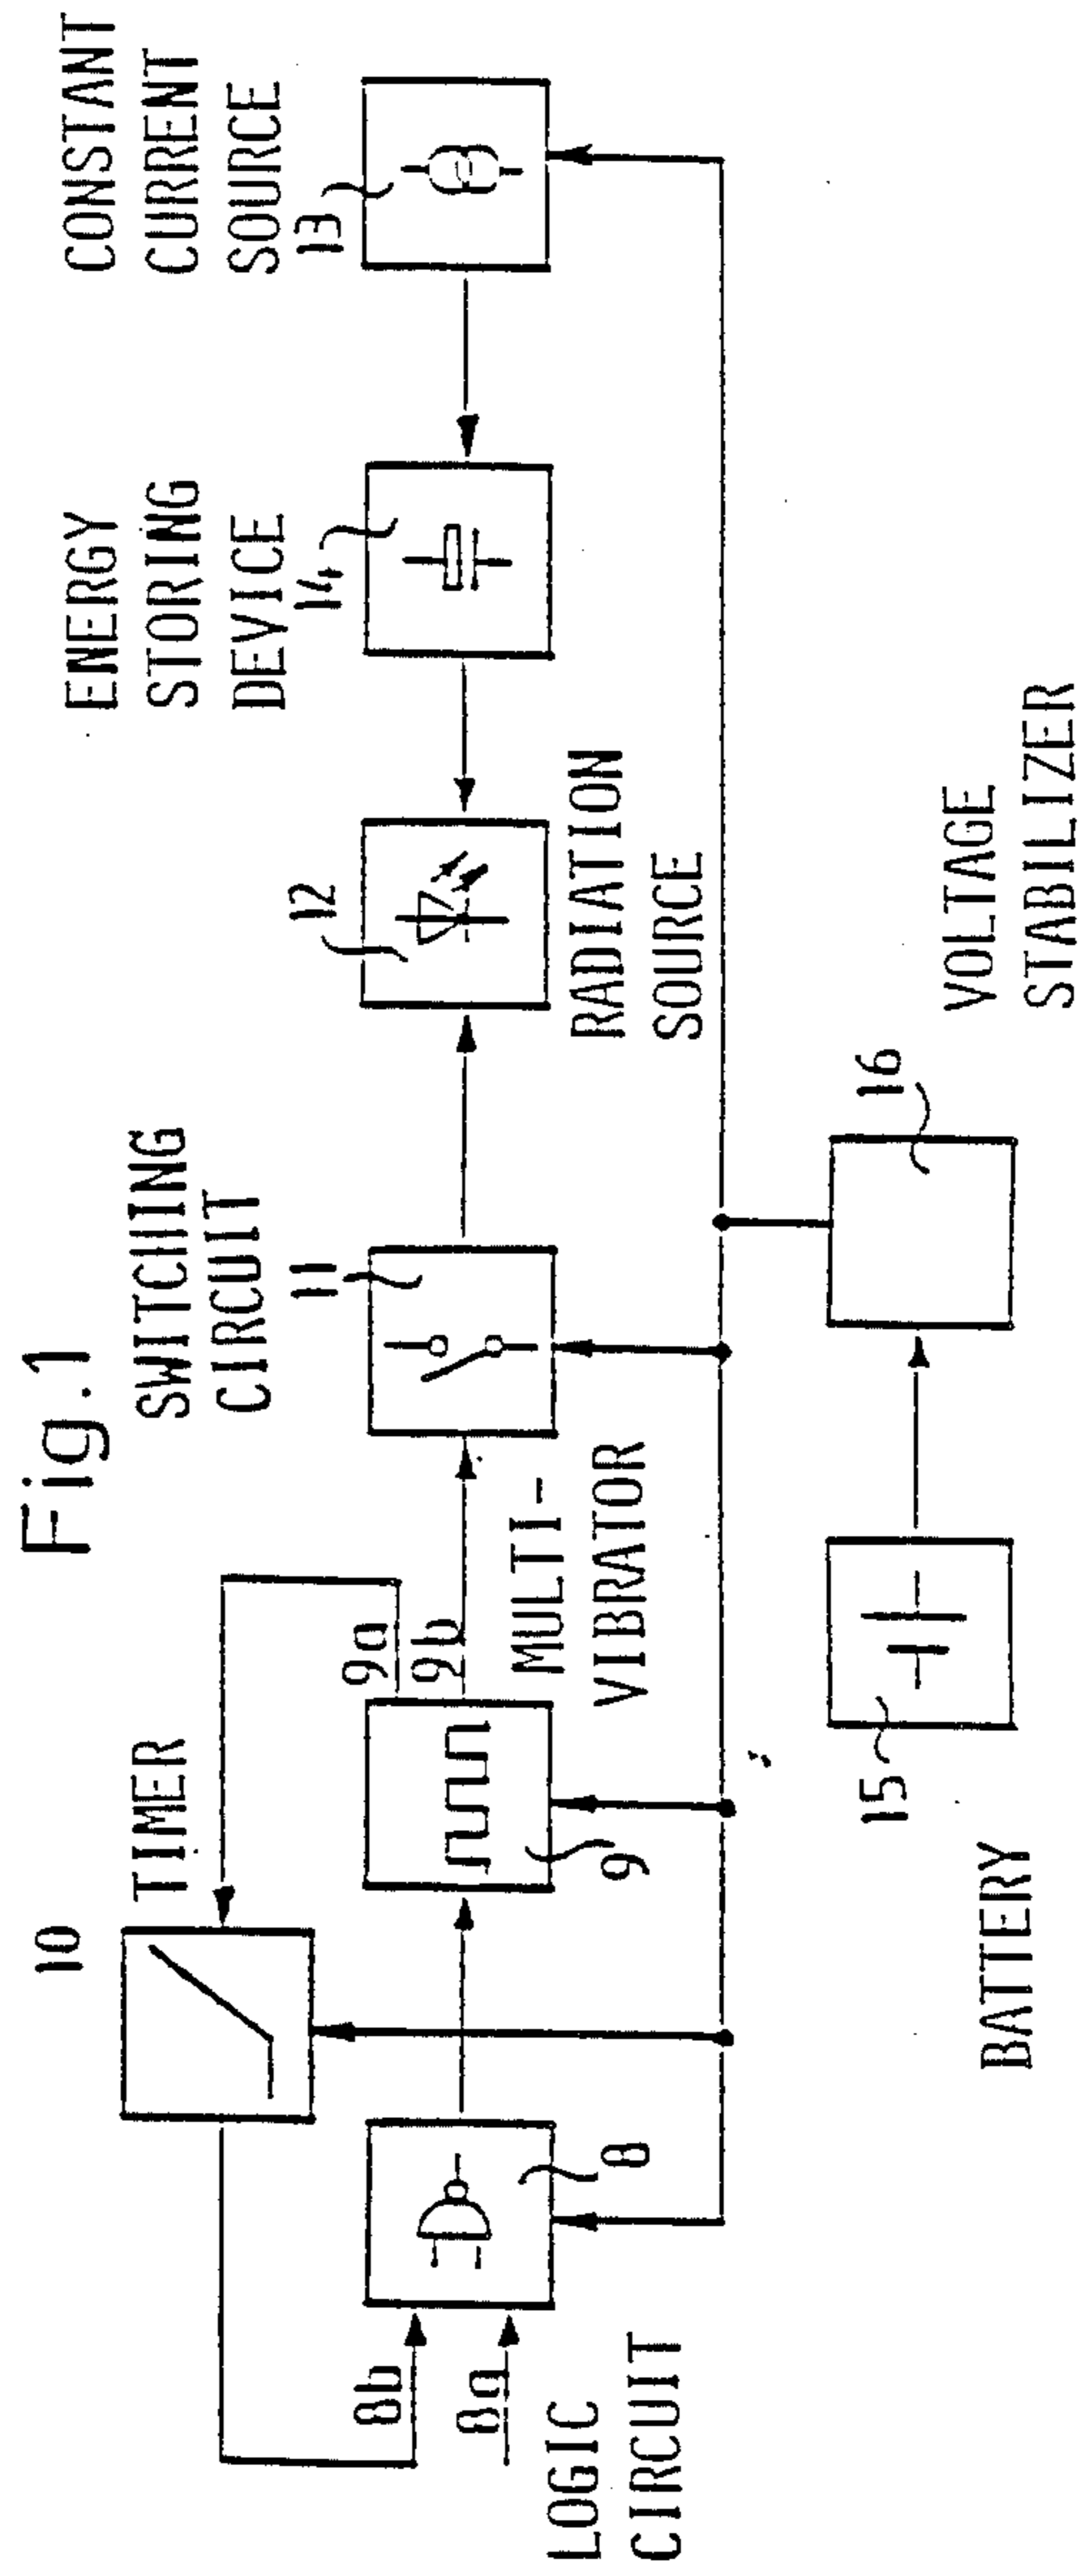 Fig.1
TIMER
10
SWITCHING
CIRCUIT
11
ENERGY
STORING
DEVICE
14
CONSTANT
CURRENT
SOURCE
13
12
9a
9b
8b
8a
8
9
LOGIC
CIRCUIT
MULTI-
VIBRATOR
RADIATION
SOURCE
15
BATTERY
16
VOLTAGE
STABILIZER